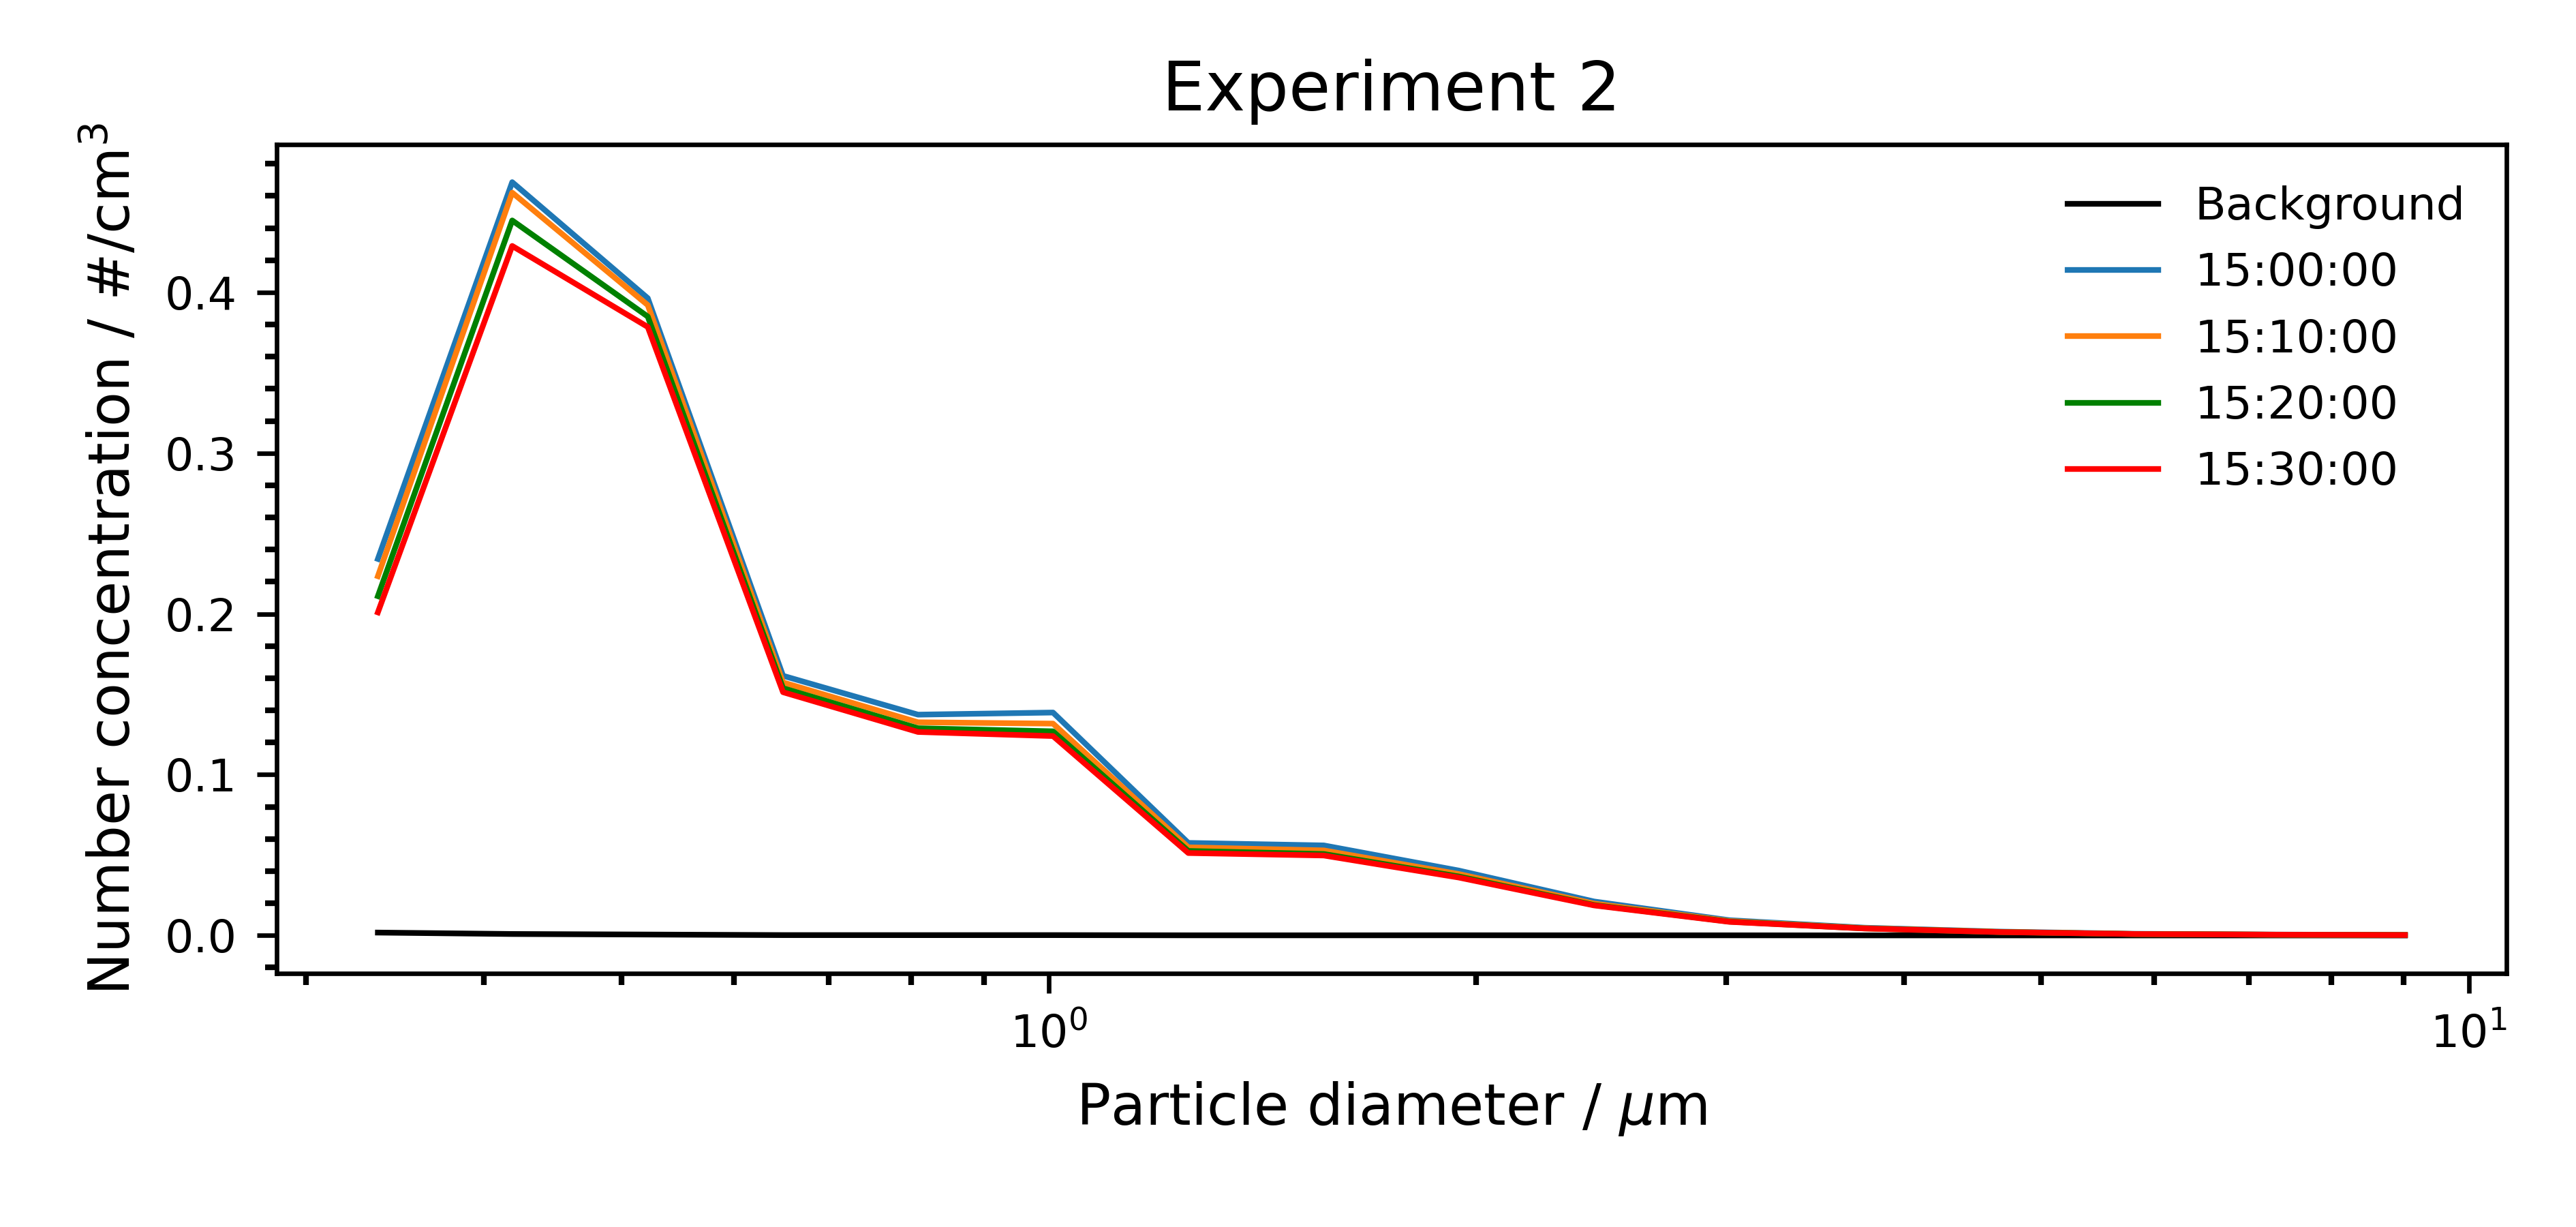 Experiment 2
Number concentration / #/cm³
0.4
0.3
0.2
0.1
0.0
Background
15:00:00
15:10:00
15:20:00
15:30:00
10⁰
10¹
Particle diameter / μm